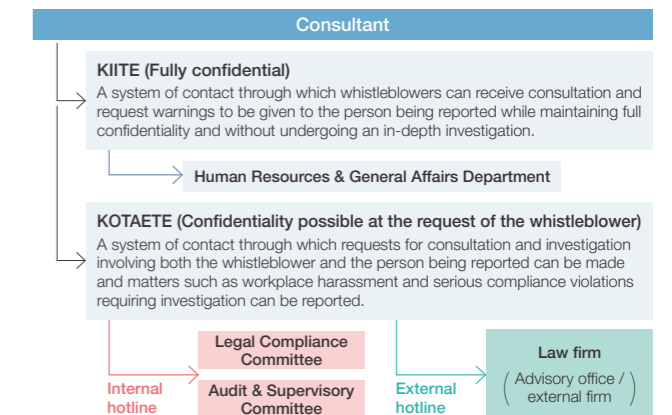 Consultant
KIITE (Fully confidential)
A system of contact through which whistleblowers can receive consultation and
request warnings to be given to the person being reported while maintaining full
confidentiality and without undergoing an in-depth investigation.
Human Resources & General Affairs Department
KOTAETE (Confidentiality possible at the request of the whistleblower)
A system of contact through which requests for consultation and investigation
involving both the whistleblower and the person being reported can be made
and matters such as workplace harassment and serious compliance violations
requiring investigation can be reported.
Internal
hotline
Legal Compliance
Committee
Audit & Supervisory
Committee
External
hotline
Law firm
(Advisory office /
external firm)